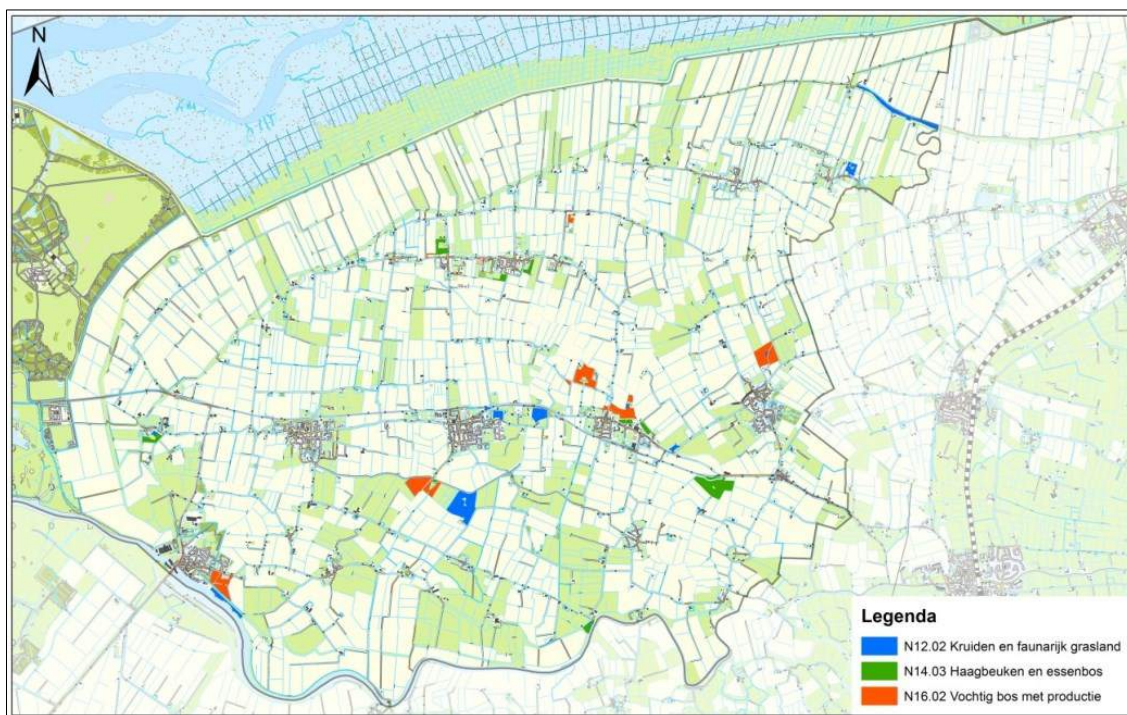 N
Legenda
N12.02 Kruiden en faunarijk grasland
N14.03 Haagbeuken en essenbos
N16.02 Vochtig bos met productie